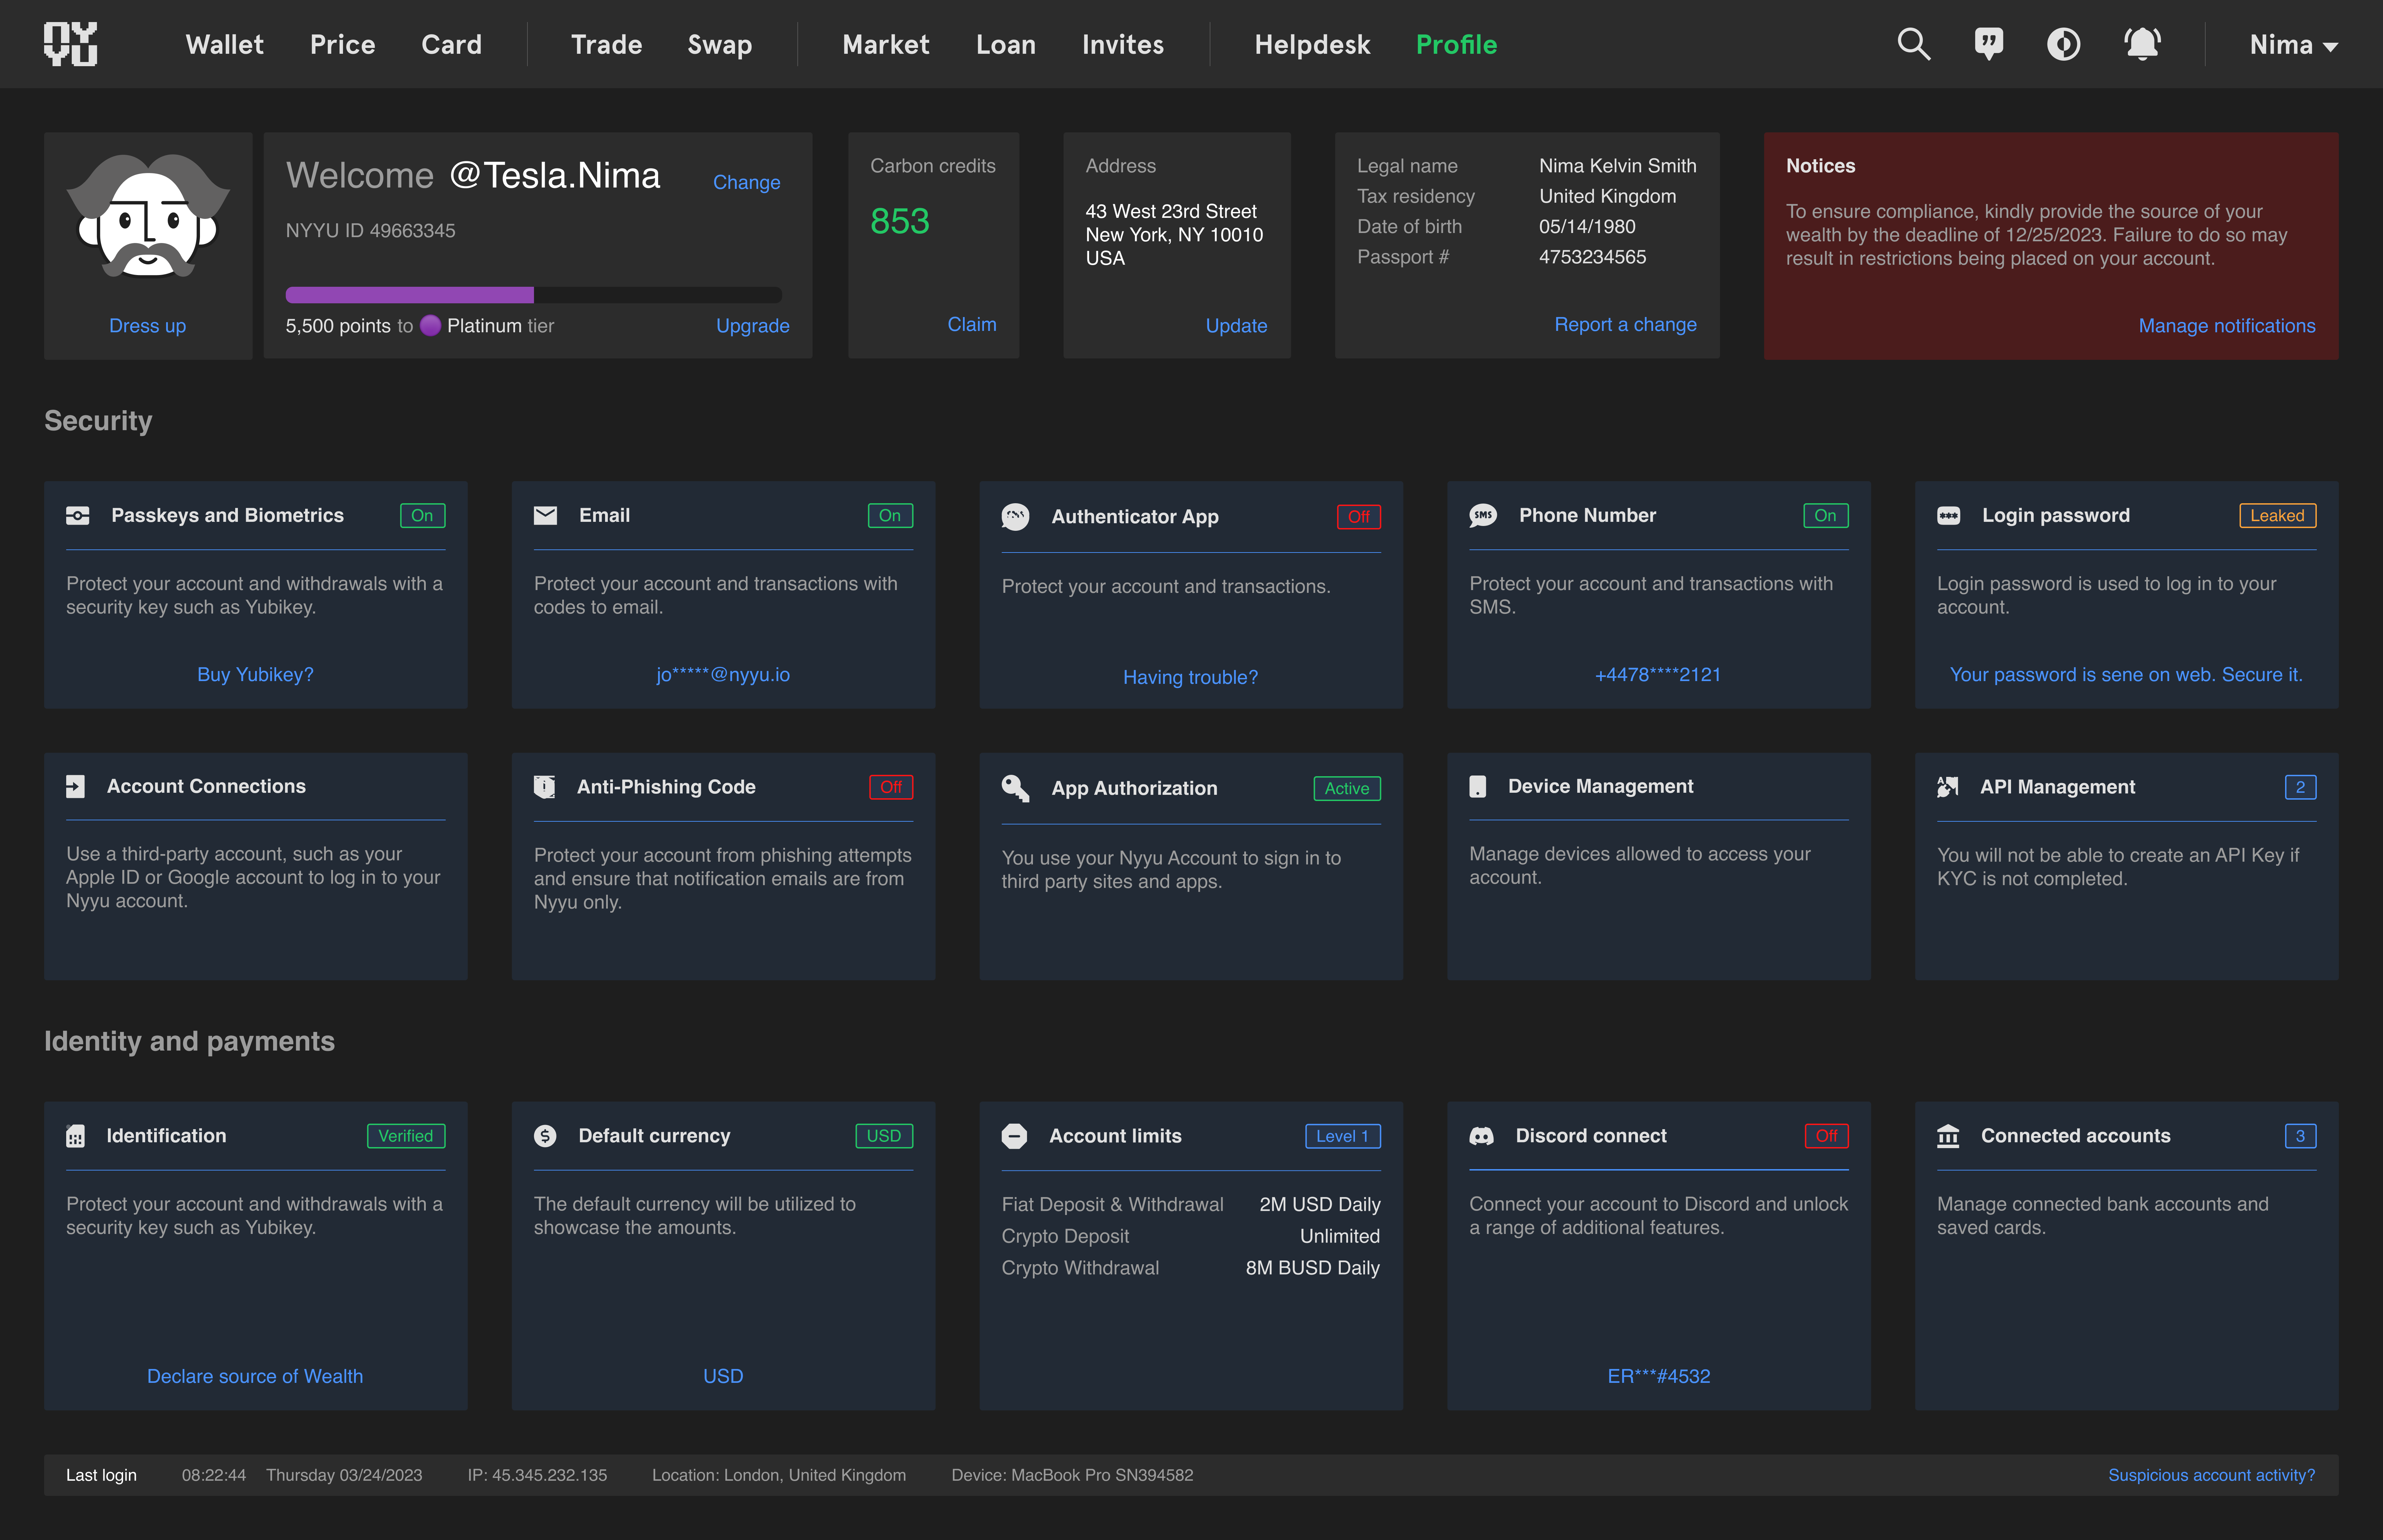 NYYU
Wallet Price Card Trade Swap Market Loan Invites Helpdesk Profile Nima
Welcome @Tesla.Nima Change
NYYU ID 49663345
5,500 points to Platinum tier Upgrade
Dress up
Carbon credits
853
Claim
Address
43 West 23rd Street
New York, NY 10010
USA
Update
Legal name Nima Kelvin Smith
Tax residency United Kingdom
Date of birth 05/14/1980
Passport # 4753234565
Report a change
Notices
To ensure compliance, kindly provide the source of your
wealth by the deadline of 12/25/2023. Failure to do so may
result in restrictions being placed on your account.
Manage notifications
Security
Passkeys and Biometrics On
Protect your account and withdrawals with a
security key such as Yubikey.
Buy Yubikey?
Email On
Protect your account and transactions with
codes to email.
jo*****@nyyu.io
Authenticator App Off
Protect your account and transactions.
Having trouble?
SMS Phone Number On
Protect your account and transactions with
SMS.
+4478****2121
*** Login password Leaked
Login password is used to log in to your
account.
Your password is sene on web. Secure it.
Account Connections
Use a third-party account, such as your
Apple ID or Google account to log in to your
Nyyu account.
Anti-Phishing Code Off
Protect your account from phishing attempts
and ensure that notification emails are from
Nyyu only.
App Authorization Active
You use your Nyyu Account to sign in to
third party sites and apps.
Device Management
Manage devices allowed to access your
account.
API Management 2
You will not be able to create an API Key if
KYC is not completed.
Identity and payments
Identification Verified
Protect your account and withdrawals with a
security key such as Yubikey.
Declare source of Wealth
$ Default currency USD
The default currency will be utilized to
showcase the amounts.
USD
Account limits Level 1
Fiat Deposit & Withdrawal 2M USD Daily
Crypto Deposit Unlimited
Crypto Withdrawal 8M BUSD Daily
Discord connect Off
Connect your account to Discord and unlock
a range of additional features.
ER***#4532
Connected accounts 3
Manage connected bank accounts and
saved cards.
Last login 08:22:44 Thursday 03/24/2023 IP: 45.345.232.135 Location: London, United Kingdom Device: MacBook Pro SN394582 Suspicious account activity?